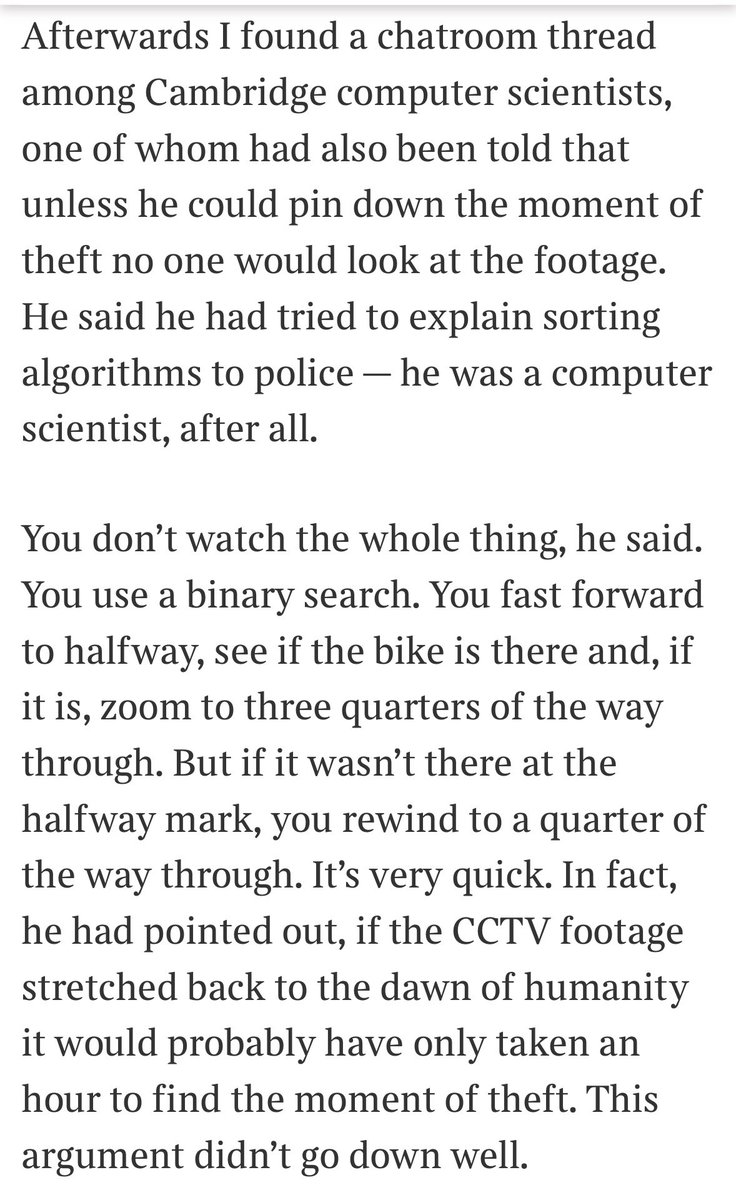 Afterwards I found a chatroom thread
among Cambridge computer scientists,
one of whom had also been told that
unless he could pin down the moment of
theft no one would look at the footage.
He said he had tried to explain sorting
algorithms to police — he was a computer
scientist, after all.
You don’t watch the whole thing, he said.
You use a binary search. You fast forward
to halfway, see if the bike is there and, if
it is, zoom to three quarters of the way
through. But if it wasn’t there at the
halfway mark, you rewind to a quarter of
the way through. It’s very quick. In fact,
he had pointed out, if the CCTV footage
stretched back to the dawn of humanity
it would probably have only taken an
hour to find the moment of theft. This
argument didn’t go down well.